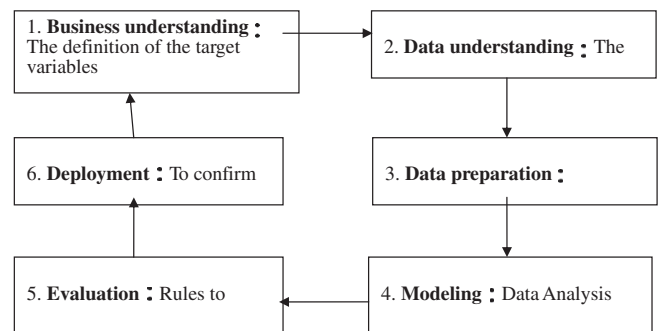 1. Business understanding：
The definition of the target
variables
2. Data understanding：The
3. Data preparation：
4. Modeling：Data Analysis
5. Evaluation：Rules to
6. Deployment：To confirm